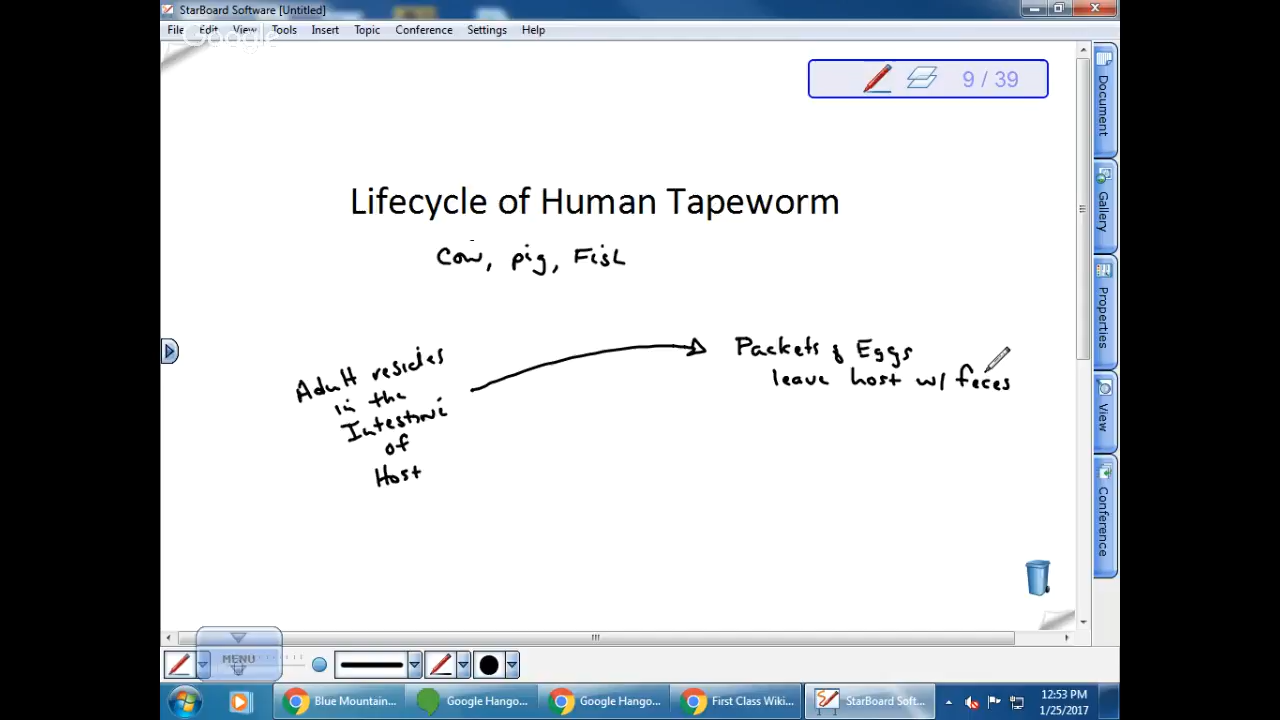 StarBoard Software [Untitled]
File Edit View Tools Insert Topic Conference Settings Help
Google
9 / 39
Lifecycle of Human Tapeworm
Cow, pig, Fish
Adult resides
in the
Intestine
of
Host
Packets of Eggs
leave host w/ feces
Document
Gallery
Properties
View
Conference
MENU
Blue Mountain...
Google Hango...
Google Hango...
First Class Wiki...
StarBoard Soft...
12:53 PM
1/25/2017